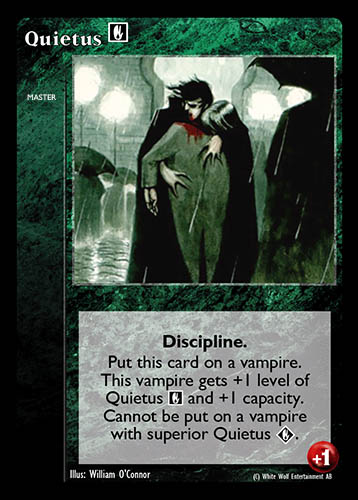 Quietus
MASTER
Discipline.
Put this card on a vampire.
This vampire gets +1 level of
Quietus and +1 capacity.
Cannot be put on a vampire
with superior Quietus .
+1
Illus: William O'Connor
(C) White Wolf Entertainment AB